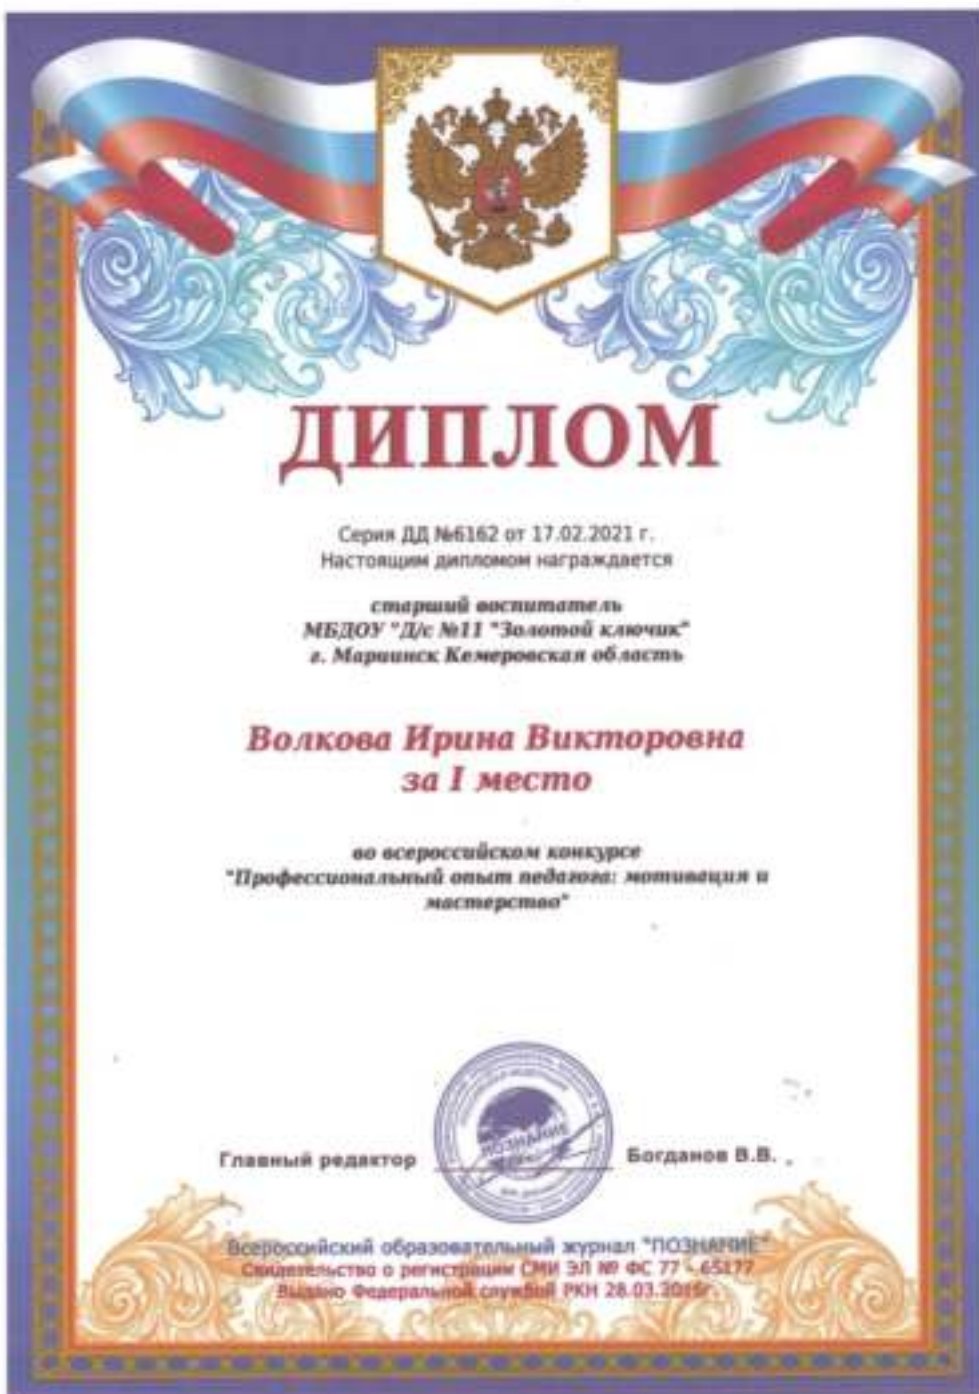 ДИПЛОМ
Серия ДД №6162 от 17.02.2021 г.
Настоящим дипломом награждается
старший воспитатель
МБДОУ "Д/с №11 "Золотой ключик"
г. Мариинск Кемеровская область
Волкова Ирина Викторовна
за I место
во всероссийском конкурсе
"Профессиональный опыт педагога: мотивация и
мастерство"
ПОЗНАНИЕ
Главный редактор
Богданов В.В.
Всероссийский образовательный журнал "ПОЗНАНИЕ"
Свидетельство о регистрации СМИ ЭЛ № ФС 77 - 65177
Выдано Федеральной службой РКН 28.03.2016г.